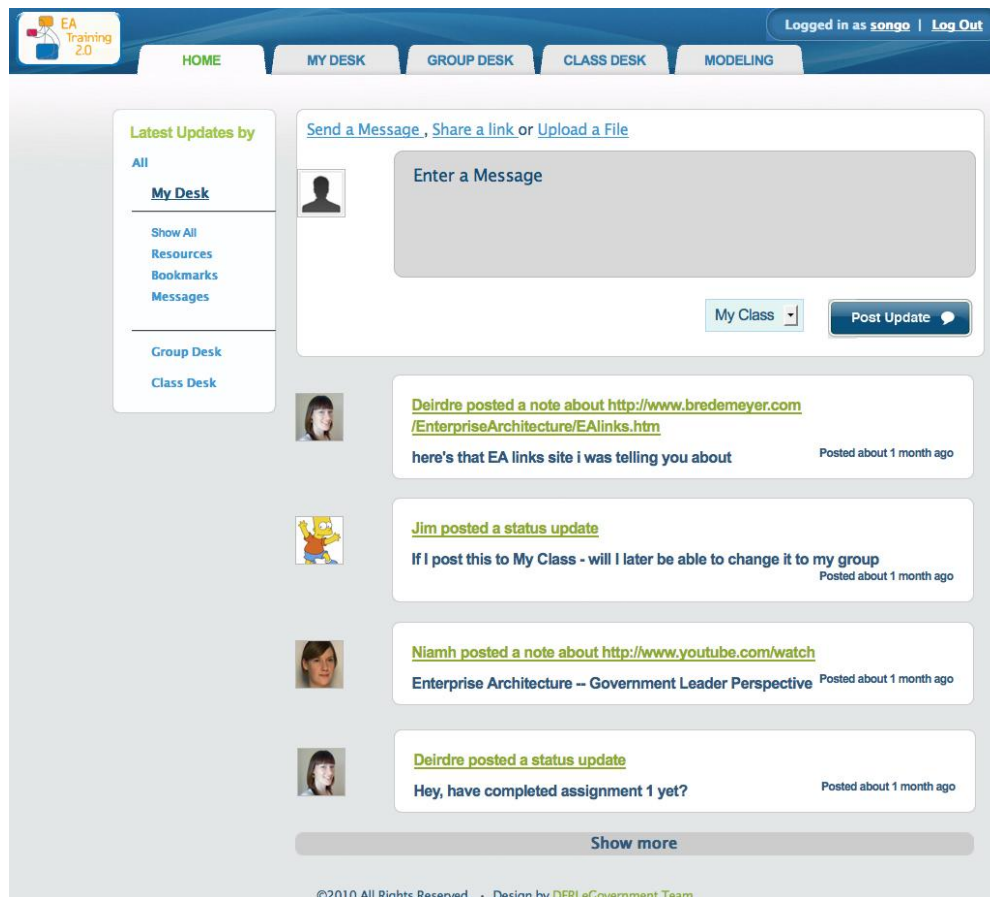 EA
Training
2.0
Logged in as songo | Log Out
HOME
MY DESK
GROUP DESK
CLASS DESK
MODELING
Latest Updates by
All
My Desk
Show All
Resources
Bookmarks
Messages
Group Desk
Class Desk
Send a Message , Share a link or Upload a File
Enter a Message
My Class
Post Update
Deirdre posted a note about http://www.bredemeyer.com
/EnterpriseArchitecture/EAlinks.htm
here's that EA links site i was telling you about
Posted about 1 month ago
Jim posted a status update
If I post this to My Class - will I later be able to change it to my group
Posted about 1 month ago
Niamh posted a note about http://www.youtube.com/watch
Enterprise Architecture -- Government Leader Perspective
Posted about 1 month ago
Deirdre posted a status update
Hey, have completed assignment 1 yet?
Posted about 1 month ago
Show more
©2010 All Rights Reserved. • Design by DERI eGovernment Team